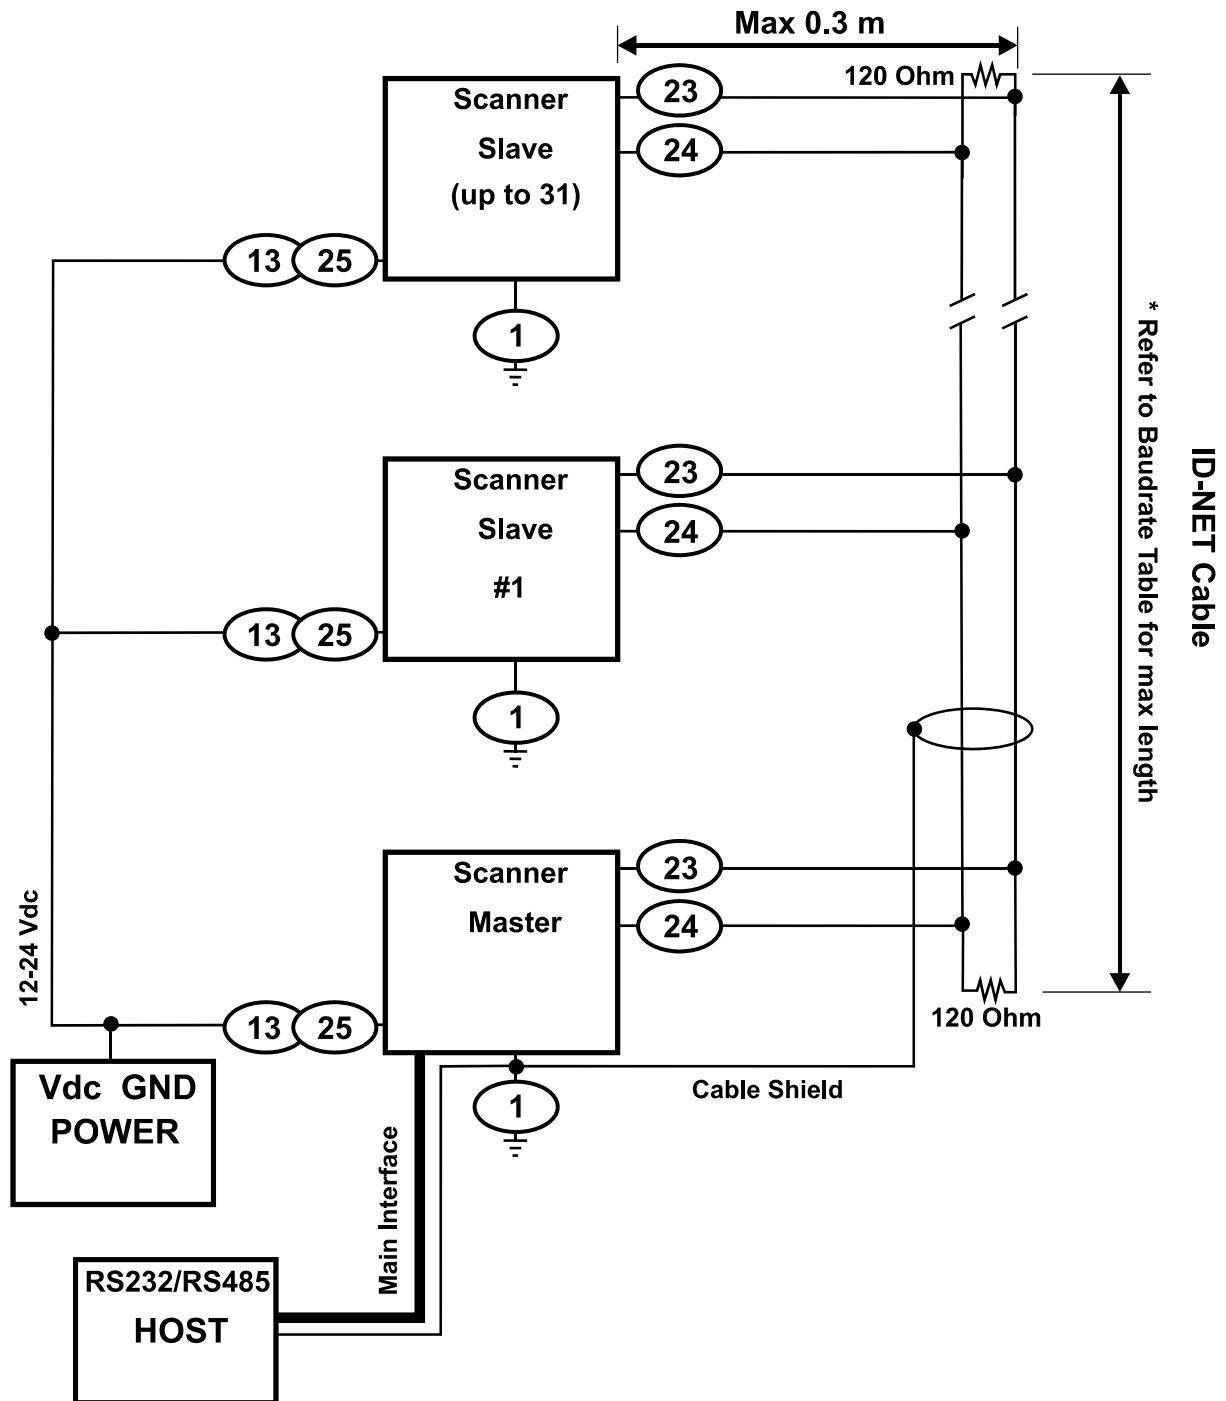 Max 0.3 m
120 Ohm
Scanner
Slave
(up to 31)
23
24
13
25
1
Scanner
Slave
#1
23
24
13
25
1
ID-NET Cable
* Refer to Baudrate Table for max length
Scanner
Master
23
24
13
25
1
120 Ohm
12-24 Vdc
Vdc GND
POWER
Cable Shield
Main Interface
RS232/RS485
HOST